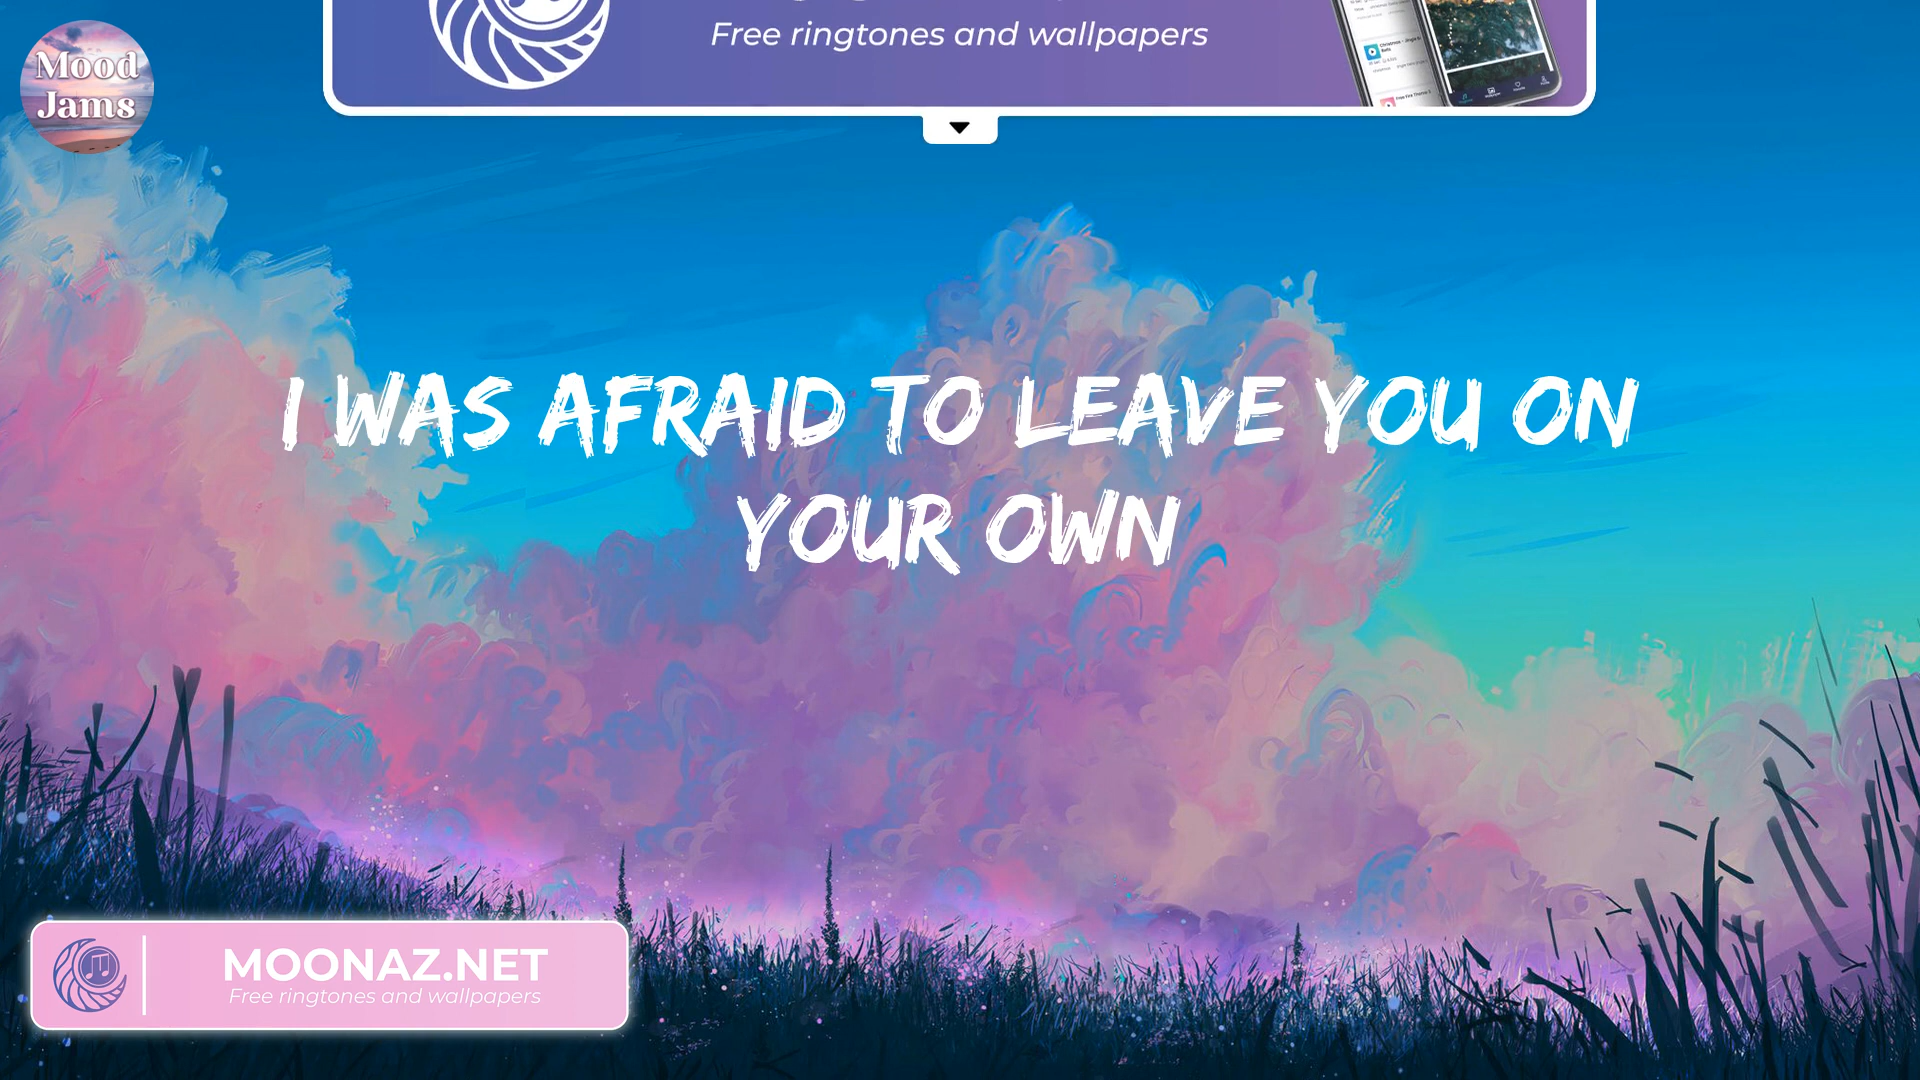 Mood
Jams
Free ringtones and wallpapers
I WAS AFRAID TO LEAVE YOU ON
YOUR OWN
MOONAZ.NET
Free ringtones and wallpapers